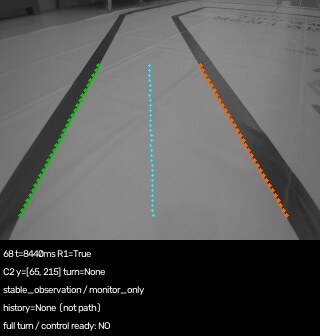 68 t=8440ms R1=True
C2 y=[65, 215] turn=None
stable_observation / monitor_only
history=None (not path)
full turn / control ready: NO